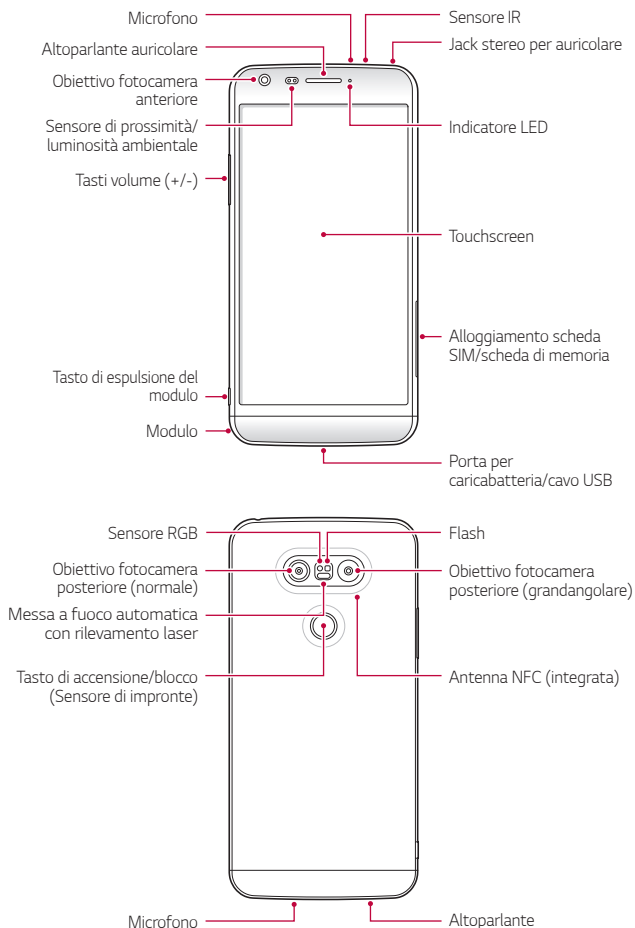 Microfono
Altoparlante auricolare
Obiettivo fotocamera
anteriore
Sensore di prossimità/
luminosità ambientale
Tasti volume (+/-)
Tasto di espulsione del
modulo
Modulo
Sensore IR
Jack stereo per auricolare
Indicatore LED
Touchscreen
Alloggiamento scheda
SIM/scheda di memoria
Porta per
caricabatteria/cavo USB
Sensore RGB
Obiettivo fotocamera
posteriore (normale)
Messa a fuoco automatica
con rilevamento laser
Tasto di accensione/blocco
(Sensore di impronte)
Microfono
Flash
Obiettivo fotocamera
posteriore (grandangolare)
Antenna NFC (integrata)
Altoparlante